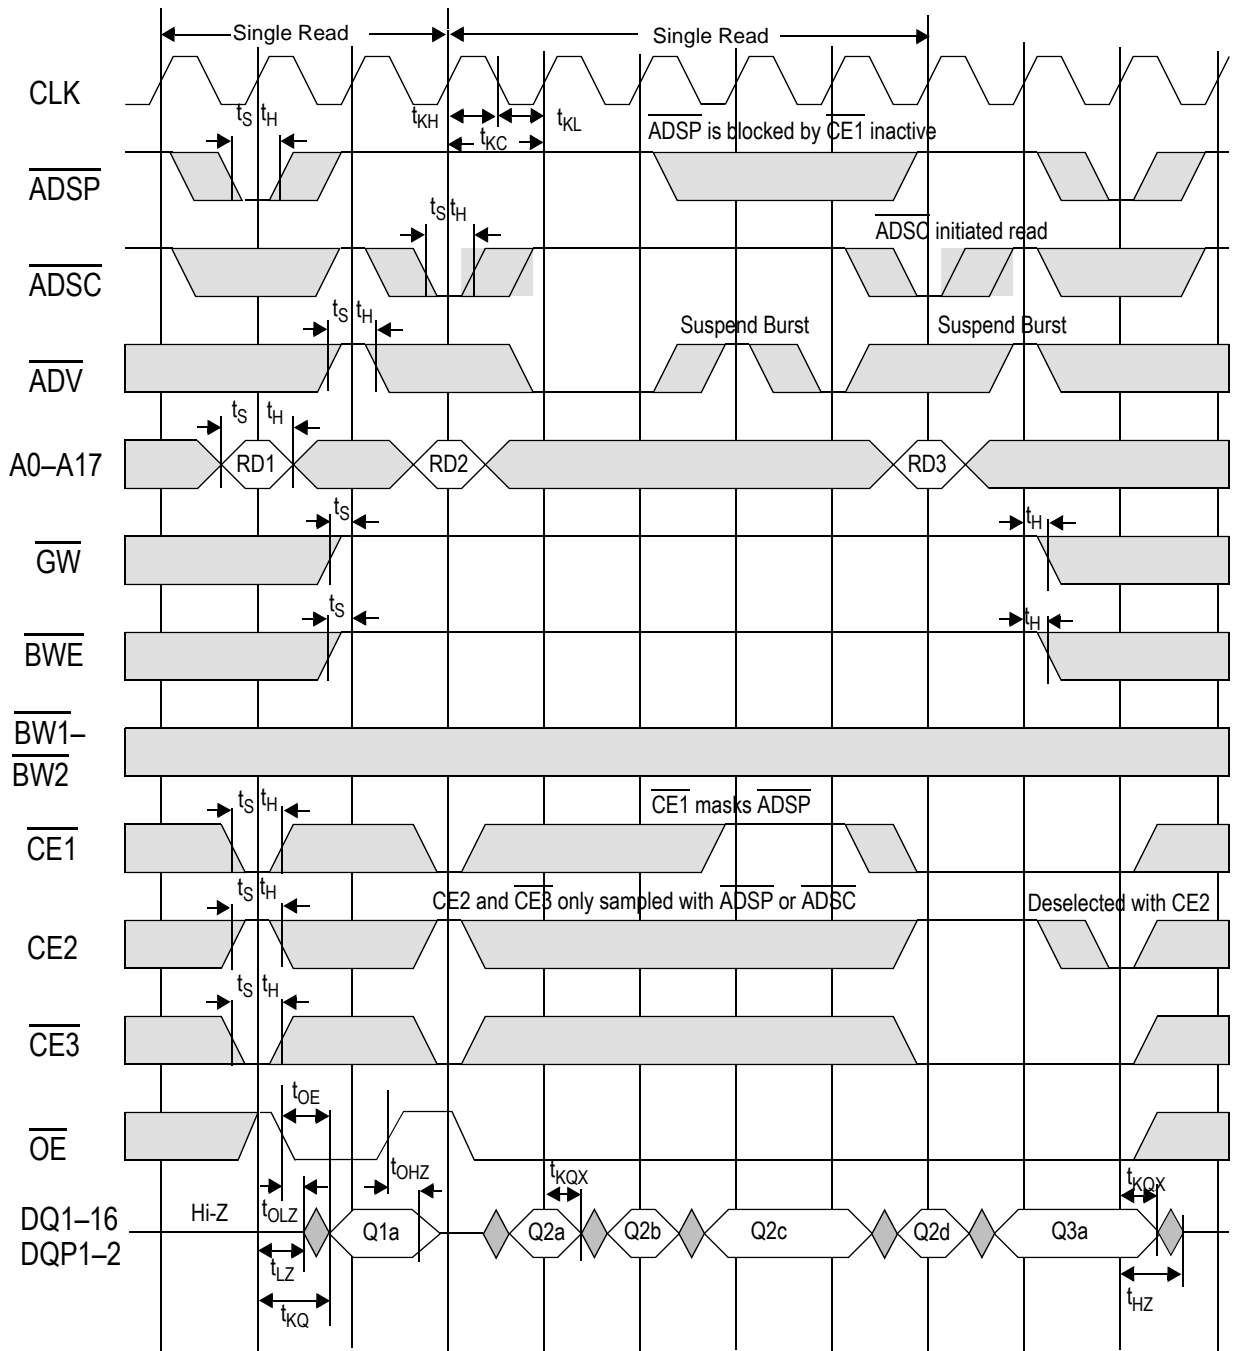 Single Read
Single Read
CLK
tS tH
tKH
tKL
tKC
ADSP is blocked by CE1 inactive
ADSP
tS tH
ADSC initiated read
ADSC
tS tH
Suspend Burst
Suspend Burst
ADV
tS tH
A0–A17
RD1
RD2
RD3
tS
tH
GW
tS
tH
BWE
BW1–
BW2
tS tH
CE1 masks ADSP
CE1
tS tH
CE2 and CE3 only sampled with ADSP or ADSC
Deselected with CE2
CE2
tS tH
CE3
tOE
OE
tOHZ
tKQX
tKQX
DQ1–16
DQP1–2
Hi-Z
tOLZ
Q1a
Q2a
Q2b
Q2c
Q2d
Q3a
tLZ
tKQ
tHZ